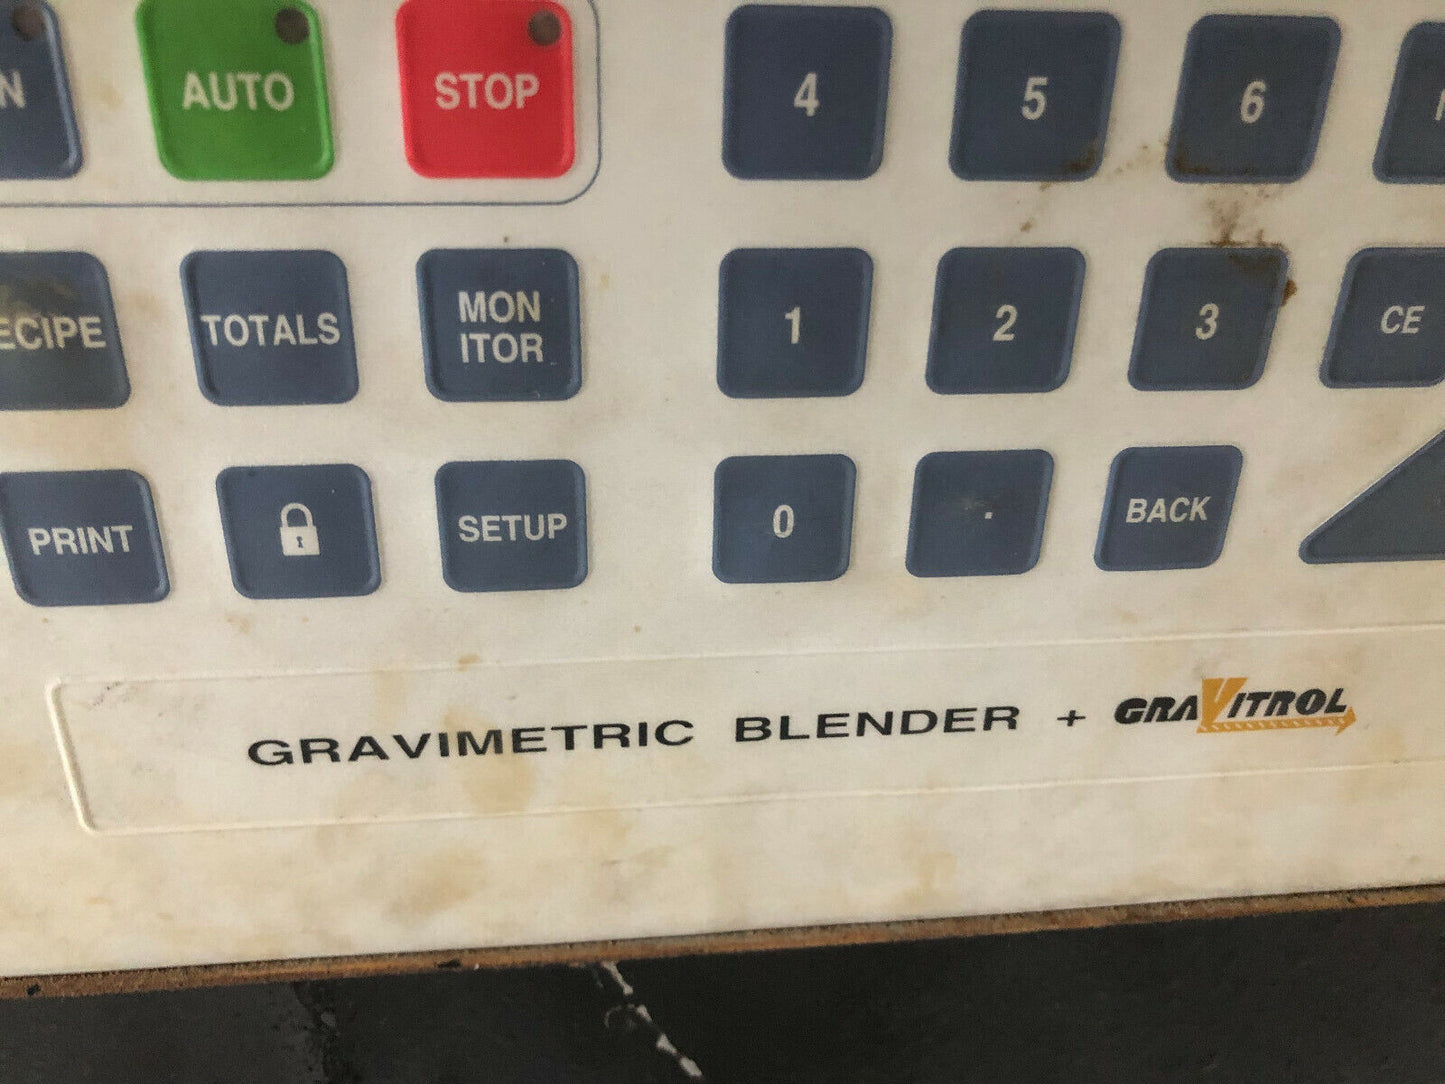 N AUTO STOP 4 5 6
ECIPE TOTALS MON ITOR 1 2 3 CE
PRINT SETUP 0 . BACK
GRAVIMETRIC BLENDER + GRAVITROL